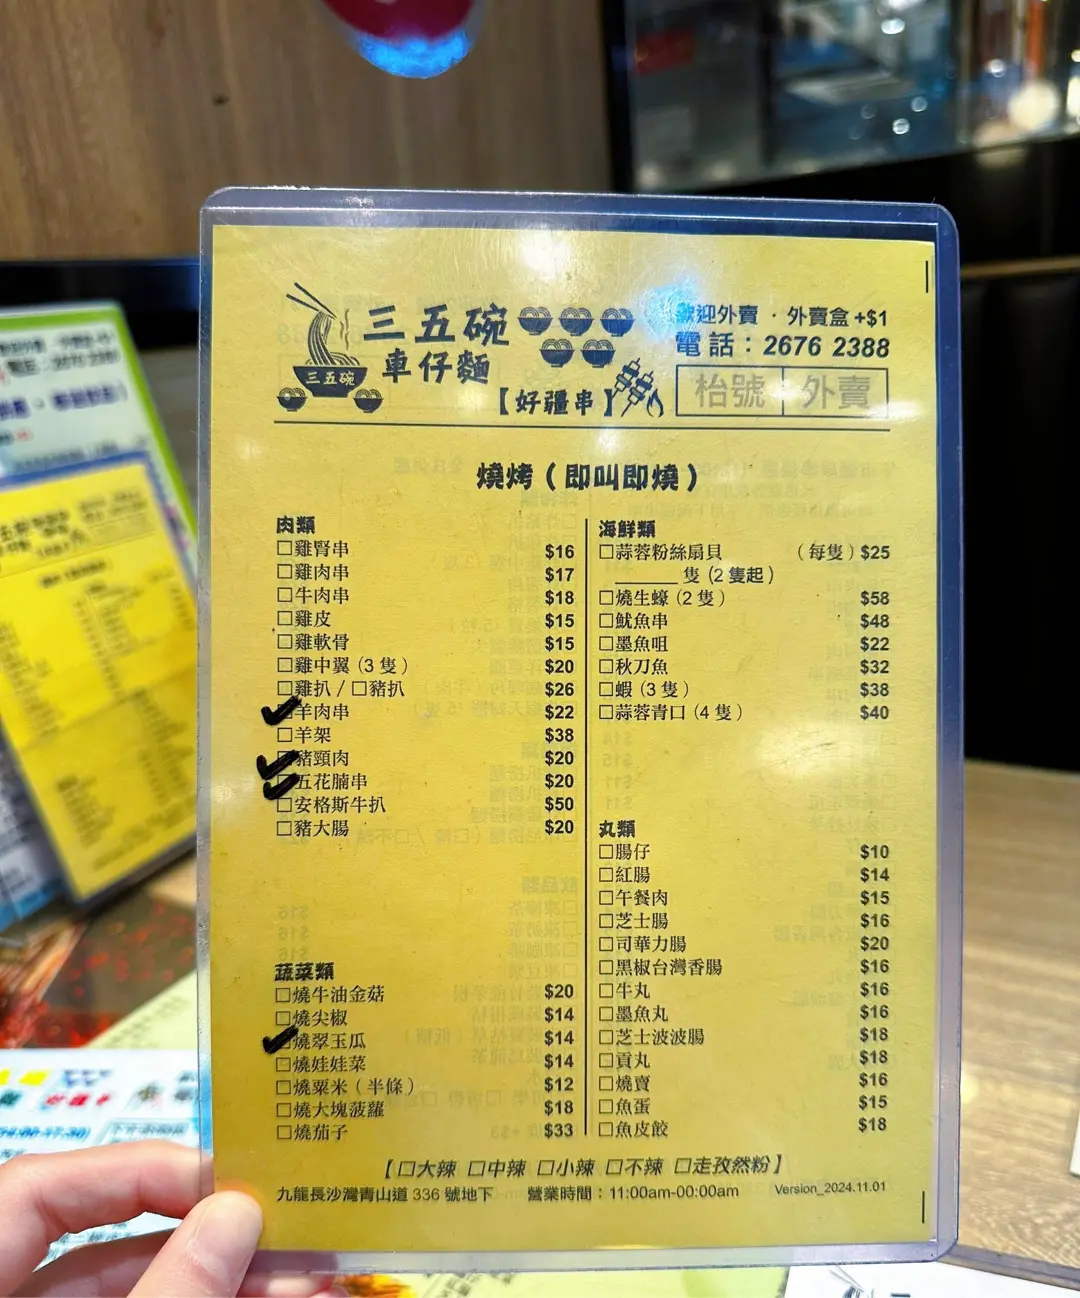 三五碗
車仔麵
三五碗
【好疆串】
歡迎外賣 · 外賣盒+$1
電話：2676 2388
枱號 外賣
燒烤（即叫即燒）
肉類
□雞腎串 $16
□雞肉串 $17
□牛肉串 $18
□雞皮 $15
□雞軟骨 $15
□雞中翼（3隻） $20
□雞扒 / □豬扒 $26
□羊肉串 $22
□羊架 $38
□豬頸肉 $20
□五花腩串 $20
□安格斯牛扒 $50
□豬大腸 $20
蔬菜類
□燒牛油金菇 $20
□燒尖椒 $14
□燒翠玉瓜 $14
□燒娃娃菜 $14
□燒粟米（半條） $12
□燒大塊菠蘿 $18
□燒茄子 $33
海鮮類
□蒜蓉粉絲扇貝 （每隻）$25
______ 隻（2隻起）
□燒生蠔（2隻） $58
□魷魚串 $48
□墨魚咀 $22
□秋刀魚 $32
□蝦（3隻） $38
□蒜蓉青口（4隻） $40
丸類
□腸仔 $10
□紅腸 $14
□午餐肉 $15
□芝士腸 $16
□司華力腸 $20
□黑椒台灣香腸 $16
□牛丸 $16
□墨魚丸 $16
□芝士波波腸 $18
□貢丸 $18
□燒賣 $16
□魚蛋 $15
□魚皮餃 $18
【□大辣 □中辣 □小辣 □不辣 □走孜然粉】
九龍長沙灣青山道 336 號地下 營業時間：11:00am-00:00am Version_2024.11.01